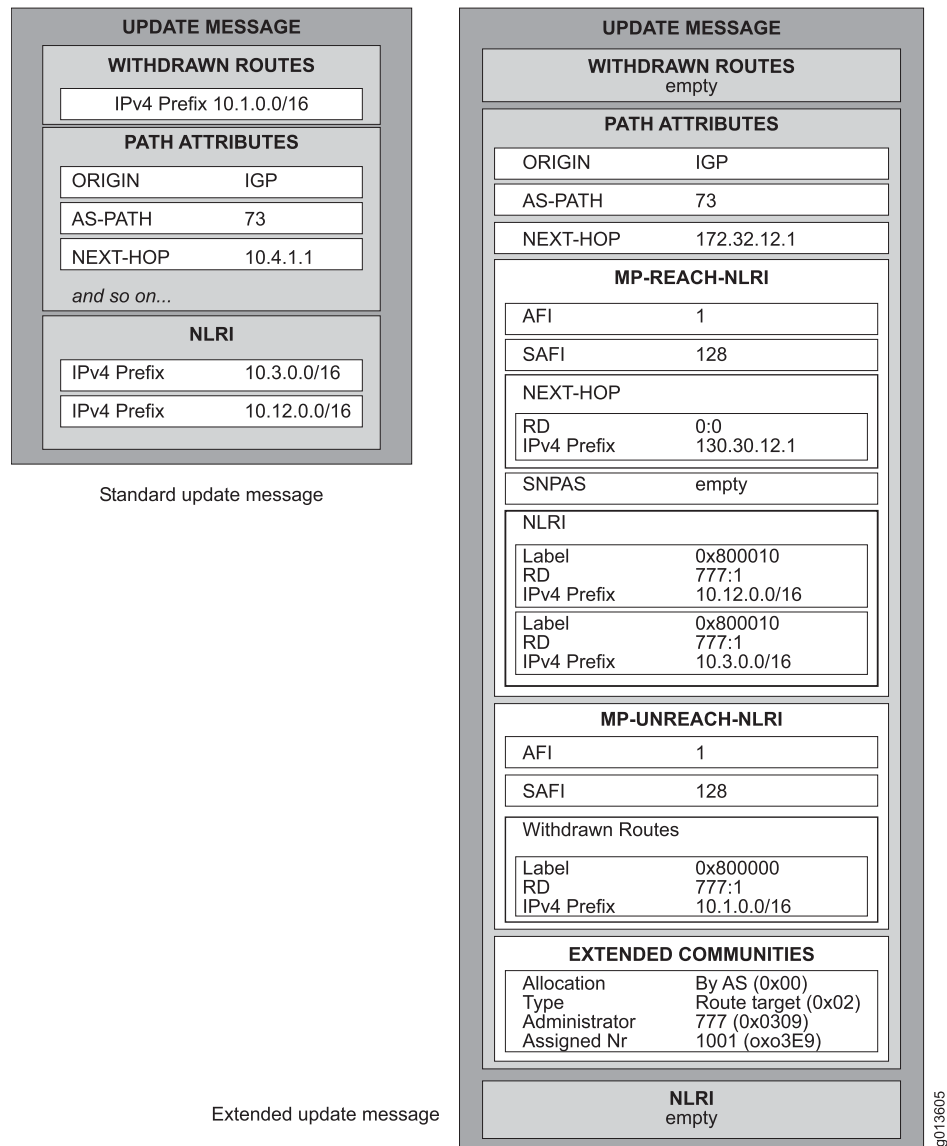 UPDATE MESSAGE
WITHDRAWN ROUTES
IPv4 Prefix 10.1.0.0/16
PATH ATTRIBUTES
ORIGIN IGP
AS-PATH 73
NEXT-HOP 10.4.1.1
and so on...
NLRI
IPv4 Prefix 10.3.0.0/16
IPv4 Prefix 10.12.0.0/16
Standard update message
UPDATE MESSAGE
WITHDRAWN ROUTES
empty
PATH ATTRIBUTES
ORIGIN IGP
AS-PATH 73
NEXT-HOP 172.32.12.1
MP-REACH-NLRI
AFI 1
SAFI 128
NEXT-HOP
RD 0:0
IPv4 Prefix 130.30.12.1
SNPAS empty
NLRI
Label 0x800010
RD 777:1
IPv4 Prefix 10.12.0.0/16
Label 0x800010
RD 777:1
IPv4 Prefix 10.3.0.0/16
MP-UNREACH-NLRI
AFI 1
SAFI 128
Withdrawn Routes
Label 0x800000
RD 777:1
IPv4 Prefix 10.1.0.0/16
EXTENDED COMMUNITIES
Allocation By AS (0x00)
Type Route target (0x02)
Administrator 777 (0x0309)
Assigned Nr 1001 (oxo3E9)
NLRI
empty
Extended update message
g013605